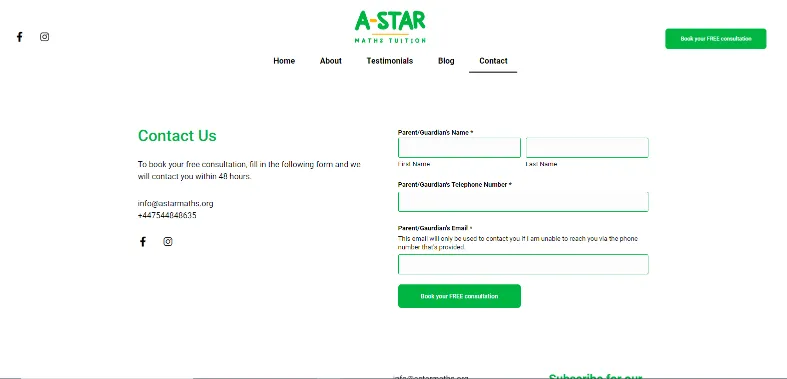 A-STAR
MATHS TUITION
Book your FREE consultation
Home About Testimonials Blog Contact
Contact Us
To book your free consultation, fill in the following form and we
will contact you within 48 hours.
info@astarmaths.org
+447544848635
Parent/Guardian's Name *
First Name Last Name
Parent/Gaurdian's Telephone Number *
Parent/Gaurdian's Email *
This email will only be used to contact you if I am unable to reach you via the phone
number that's provided.
Book your FREE consultation
info@astarmaths.org
Subscribe for our